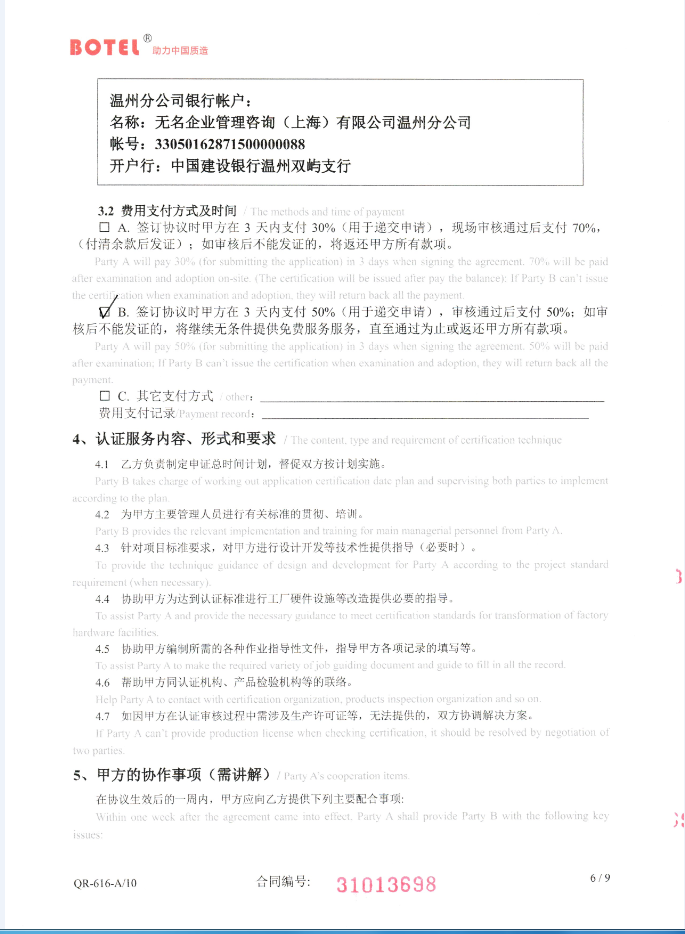 BOTEL® 助力中国质造
温州分公司银行帐户：
名称：无名企业管理咨询（上海）有限公司温州分公司
帐号：33050162871500000088
开户行：中国建设银行温州双屿支行
3.2 费用支付方式及时间 / The methods and time of payment
☐ A. 签订协议时甲方在 3 天内支付 30%（用于递交申请），现场审核通过后支付 70%，
（付清余款后发证）；如审核后不能发证的，将返还甲方所有款项。
Party A will pay 30% (for submitting the application) in 3 days when signing the agreement. 70% will be paid
after examination and adoption on-site. (The certification will be issued after pay the balance); If Party B can't issue
the certification when examination and adoption, they will return back all the payment.
☑ B. 签订协议时甲方在 3 天内支付 50%（用于递交申请），审核通过后支付 50%；如审
核后不能发证的，将继续无条件提供免费服务服务，直至通过为止或返还甲方所有款项。
Party A will pay 50% (for submitting the application) in 3 days when signing the agreement. 50% will be paid
after examination; If Party B can't issue the certification when examination and adoption, they will return back all the
payment.
☐ C. 其它支付方式 / other：
费用支付记录/Payment record：
4、认证服务内容、形式和要求 / The content, type and requirement of certification technique
4.1 乙方负责制定申证总时间计划，督促双方按计划实施。
Party B takes charge of working out application certification date plan and supervising both parties to implement
according to the plan.
4.2 为甲方主要管理人员进行有关标准的贯彻、培训。
Party B provides the relevant implementation and training for main managerial personnel from Party A.
4.3 针对项目标准要求，对甲方进行设计开发等技术性提供指导（必要时）。
To provide the technique guidance of design and development for Party A according to the project standard
requirement (when necessary).
4.4 协助甲方为达到认证标准进行工厂硬件设施等改造提供必要的指导。
To assist Party A and provide the necessary guidance to meet certification standards for transformation of factory
hardware facilities.
4.5 协助甲方编制所需的各种作业指导性文件，指导甲方各项记录的填写等。
To assist Party A to make the required variety of job guiding document and guide to fill in all the record.
4.6 帮助甲方同认证机构、产品检验机构等的联络。
Help Party A to contact with certification organization, products inspection organization and so on.
4.7 如因甲方在认证审核过程中需涉及生产许可证等，无法提供的，双方协调解决方案。
If Party A can't provide production license when checking certification, it should be resolved by negotiation of
two parties.
5、甲方的协作事项（需讲解）/ Party A's cooperation items.
在协议生效后的一周内，甲方应向乙方提供下列主要配合事项:
Within one week after the agreement came into effect, Party A shall provide Party B with the following key
issues:
QR-616-A/10 合同编号: 31013698 6 / 9